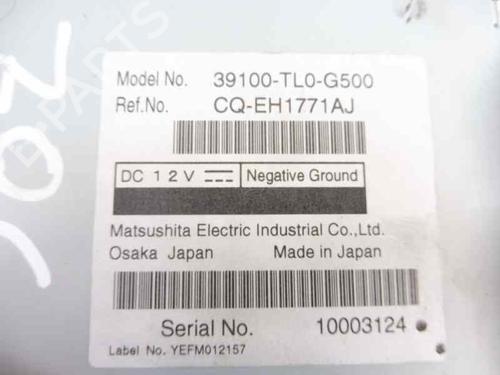 Model No. 39100-TL0-G500
Ref.No. CQ-EH1771AJ
DC 12V Negative Ground
Matsushita Electric Industrial Co.,Ltd.
Osaka Japan Made in Japan
Serial No. 10003124
Label No. YEFM012157
B-PARTS